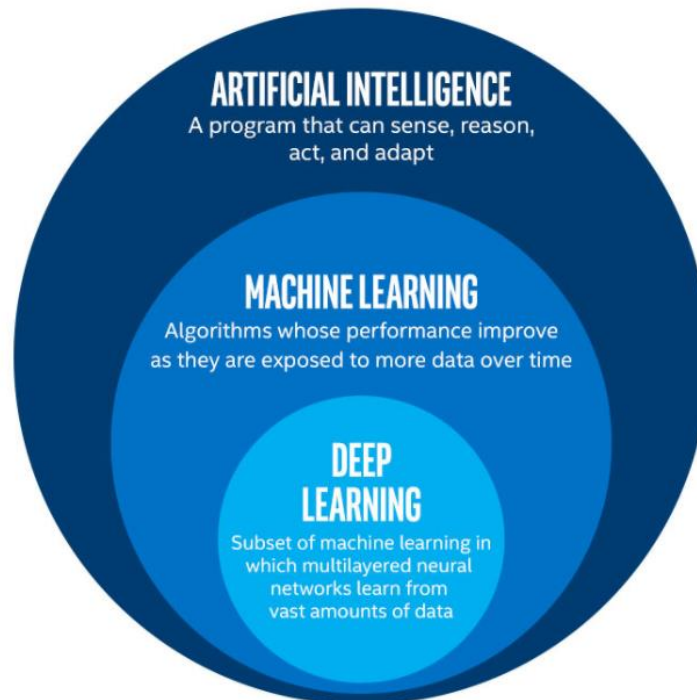 ARTIFICIAL INTELLIGENCE
A program that can sense, reason,
act, and adapt
MACHINE LEARNING
Algorithms whose performance improve
as they are exposed to more data over time
DEEP
LEARNING
Subset of machine learning in
which multilayered neural
networks learn from
vast amounts of data